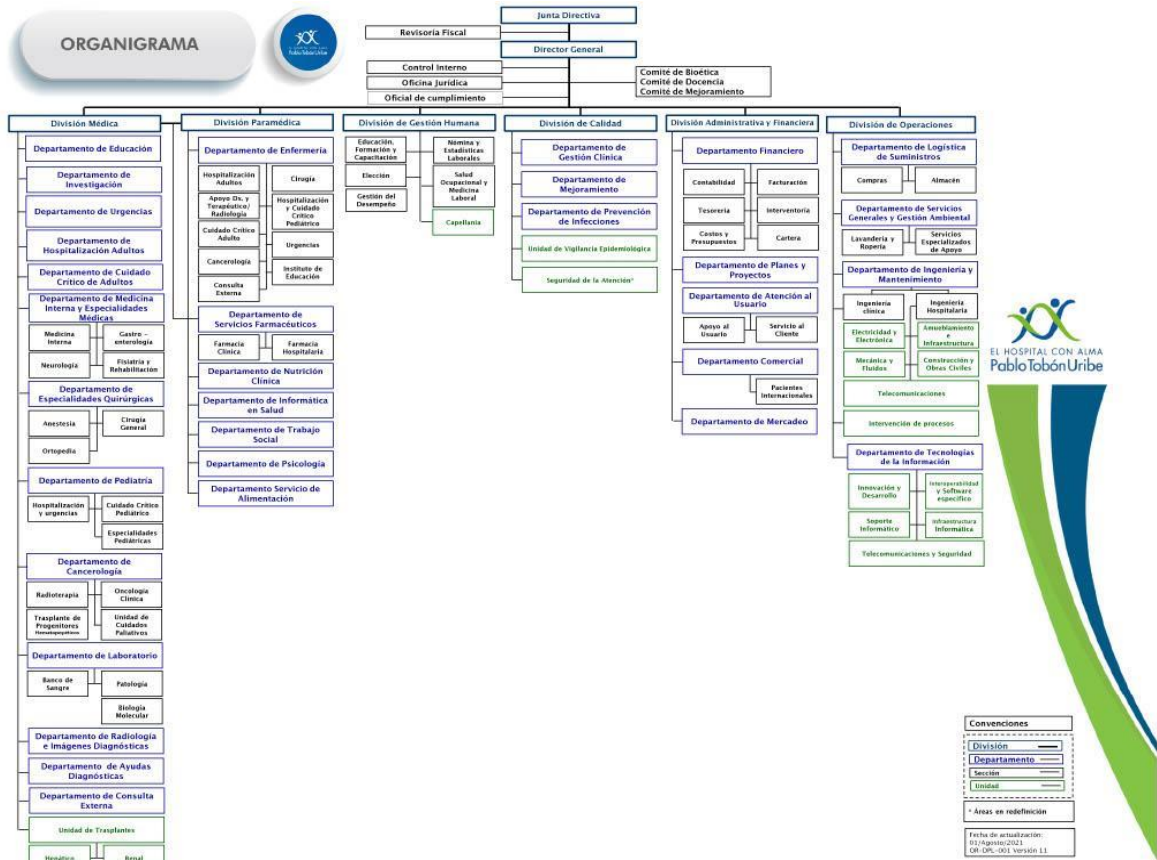 ORGANIGRAMA
EL HOSPITAL CON ALMA
Pablo Tobón Uribe
Junta Directiva
Revisoría Fiscal
Director General
Control Interno
Oficina Jurídica
Oficial de cumplimiento
Comité de Bioética
Comité de Docencia
Comité de Mejoramiento
División Médica
Departamento de Educación
Departamento de
Investigación
Departamento de Urgencias
Departamento de
Hospitalización Adultos
Departamento de Cuidado
Crítico de Adultos
Departamento de Medicina
Interna y Especialidades
Médicas
Medicina
Interna
Gastro -
enterología
Neurología
Fisiatría y
Rehabilitación
Departamento de
Especialidades Quirúrgicas
Anestesia
Cirugía
General
Ortopedia
Departamento de Pediatría
Hospitalización
y urgencias
Cuidado Crítico
Pediátrico
Especialidades
Pediátricas
Departamento de
Cancerología
Radioterapia
Oncología
Clínica
Trasplante de
Progenitores
Hematopoyéticos
Unidad de
Cuidados
Paliativos
Departamento de Laboratorio
Banco de
Sangre
Patología
Biología
Molecular
Departamento de Radiología
e Imágenes Diagnósticas
Departamento de Ayudas
Diagnósticas
Departamento de Consulta
Externa
Unidad de Trasplantes
Hepático
Renal
División Paramédica
Departamento de Enfermería
Hospitalización
Adultos
Cirugía
Apoyo Ds. y
Terapéutico/
Radiología
Hospitalización
y Cuidado
Crítico
Pediátrico
Cuidado Crítico
Adulto
Urgencias
Cancerología
Instituto de
Educación
Consulta
Externa
Departamento de
Servicios Farmacéuticos
Farmacia
Clínica
Farmacia
Hospitalaria
Departamento de Nutrición
Clínica
Departamento de Informática
en Salud
Departamento de Trabajo
Social
Departamento de Psicología
Departamento Servicio de
Alimentación
División de Gestión Humana
Educación,
Formación y
Capacitación
Nómina y
Estadísticas
Laborales
Elección
Salud
Ocupacional y
Medicina
Laboral
Gestión del
Desempeño
Capellanía
División de Calidad
Departamento de
Gestión Clínica
Departamento de
Mejoramiento
Departamento de Prevención
de Infecciones
Unidad de Vigilancia Epidemiológica
Seguridad de la Atención*
División Administrativa y Financiera
Departamento Financiero
Contabilidad
Facturación
Tesorería
Interventoría
Costos y
Presupuestos
Cartera
Departamento de Planes y
Proyectos
Departamento de Atención al
Usuario
Apoyo al
Usuario
Servicio al
Cliente
Departamento Comercial
Pacientes
Internacionales
Departamento de Mercadeo
División de Operaciones
Departamento de Logística
de Suministros
Compras
Almacén
Departamento de Servicios
Generales y Gestión Ambiental
Lavandería y
Ropería
Servicios
Especializados
de Apoyo
Departamento de Ingeniería y
Mantenimiento
Ingeniería
clínica
Ingeniería
Hospitalaria
Electricidad y
Electrónica
Amueblamiento
e
Infraestructura
Mecánica y
Fluidos
Construcción y
Obras Civiles
Telecomunicaciones
Intervención de procesos
Departamento de Tecnologías
de la Información
Innovación y
Desarrollo
Interoperabilidad
y Software
específico
Soporte
Informático
Infraestructura
Informática
Telecomunicaciones y Seguridad
EL HOSPITAL CON ALMA
Pablo Tobón Uribe
Convenciones
División
Departamento
Sección
Unidad
* Áreas en redefinición
Fecha de actualización:
01/Agosto/2021
OR-DPL-001 Versión 11